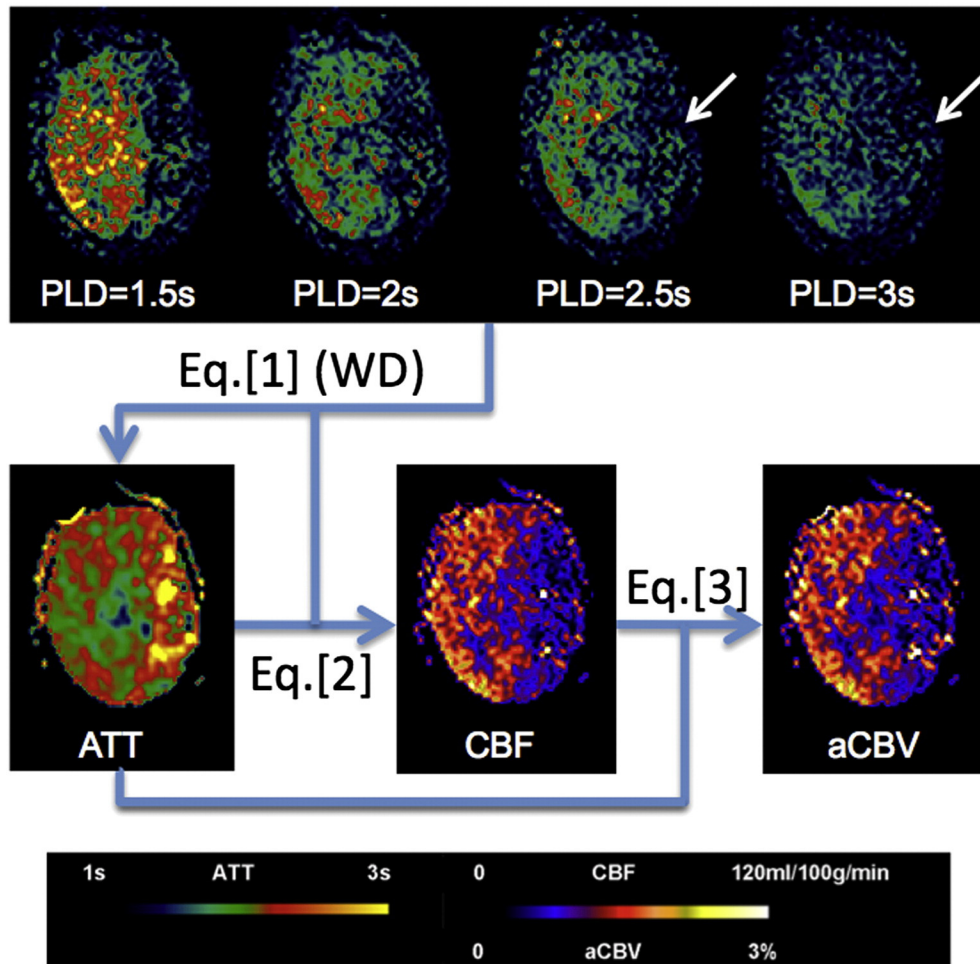 PLD=1.5s PLD=2s PLD=2.5s PLD=3s
Eq.[1] (WD)
Eq.[2]
Eq.[3]
ATT CBF aCBV
1s ATT 3s 0 CBF 120ml/100g/min
0 aCBV 3%